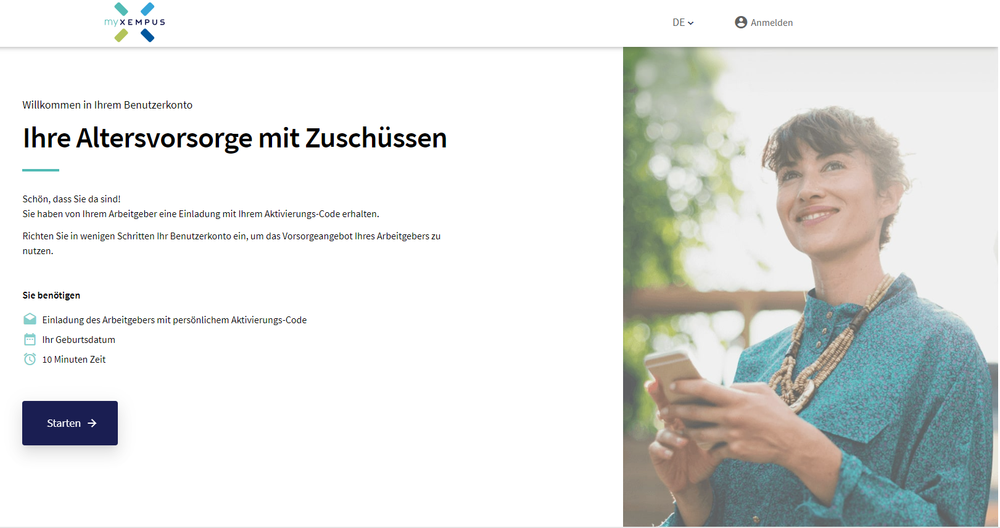 myXEMPUS
DE
Anmelden
Willkommen in Ihrem Benutzerkonto
Ihre Altersvorsorge mit Zuschüssen
Schön, dass Sie da sind!
Sie haben von Ihrem Arbeitgeber eine Einladung mit Ihrem Aktivierungs-Code erhalten.
Richten Sie in wenigen Schritten Ihr Benutzerkonto ein, um das Vorsorgeangebot Ihres Arbeitgebers zu
nutzen.
Sie benötigen
Einladung des Arbeitgebers mit persönlichem Aktivierungs-Code
Ihr Geburtsdatum
10 Minuten Zeit
Starten